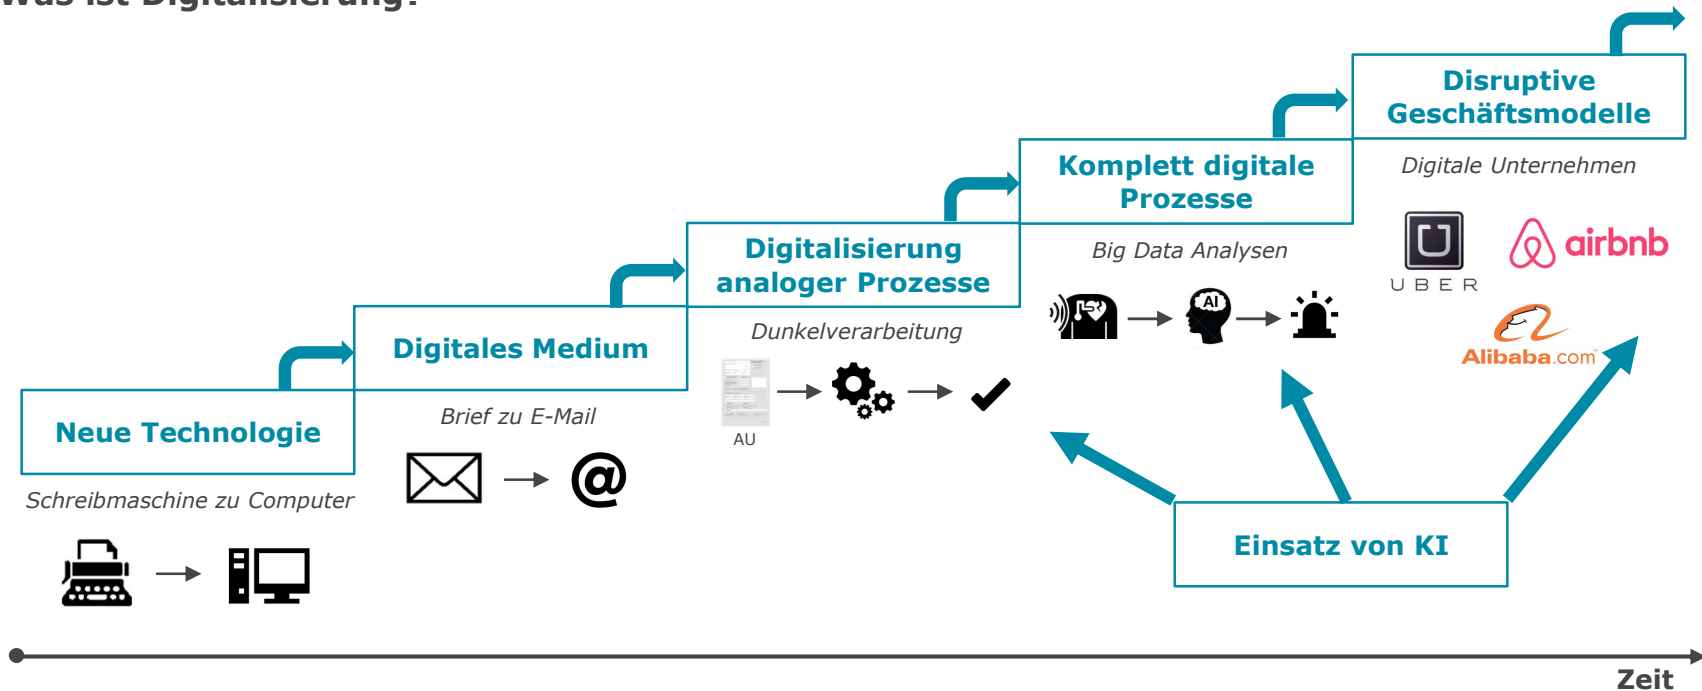 Was ist Digitalisierung?
Disruptive
Geschäftsmodelle
Digitale Unternehmen
UBER
airbnb
Alibaba.com
Komplett digitale
Prozesse
Big Data Analysen
AI
Digitalisierung
analoger Prozesse
Dunkelverarbeitung
AU
Digitales Medium
Brief zu E-Mail
@
Neue Technologie
Schreibmaschine zu Computer
Einsatz von KI
Zeit